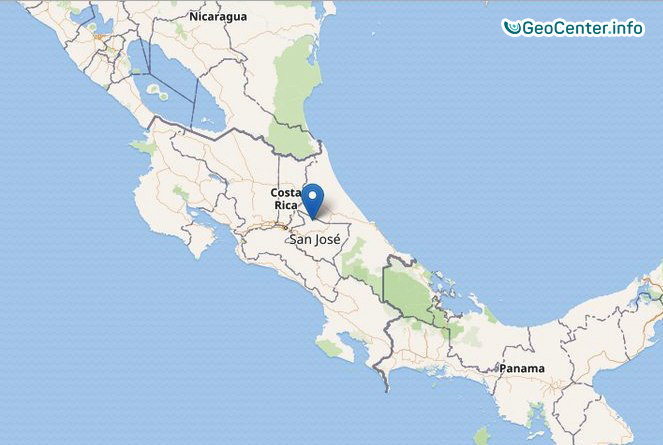 Nicaragua
GeoCenter.info
Costa
Rica
San José
Panama